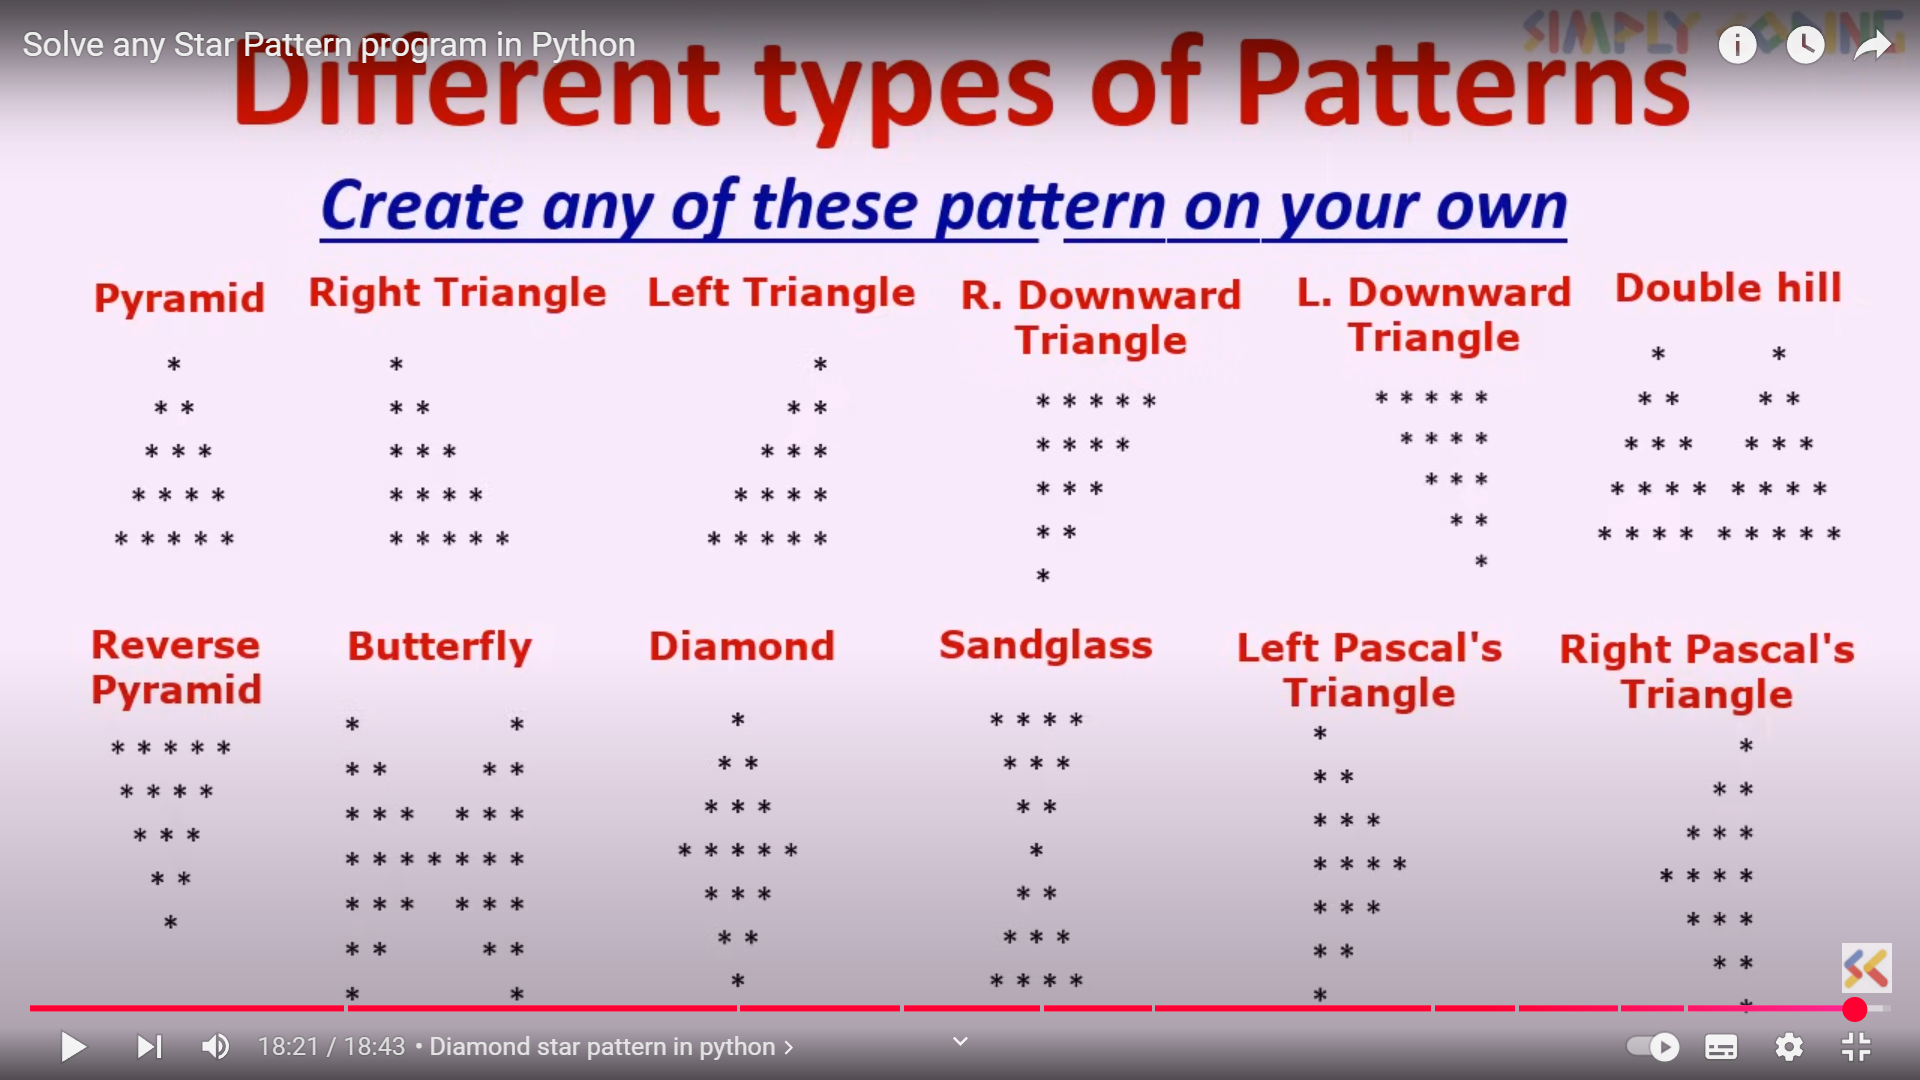 Solve any Star Pattern program in Python
SIMPLY CODING
Different types of Patterns
Create any of these pattern on your own
Pyramid
*
* *
* * *
* * * *
* * * * *
Right Triangle
*
* *
* * *
* * * *
* * * * *
Left Triangle
*
* *
* * *
* * * *
* * * * *
R. Downward
Triangle
* * * * *
* * * *
* * *
* *
*
L. Downward
Triangle
* * * * *
* * * *
* * *
* *
*
Double hill
* *
* * * *
* * * * * *
* * * * * * * *
* * * * * * * * *
Reverse
Pyramid
* * * * *
* * * *
* * *
* *
*
Butterfly
* *
* * * *
* * * * * *
* * * * * * *
* * * * * *
* * * *
* *
Diamond
*
* *
* * *
* * * * *
* * *
* *
*
Sandglass
* * * *
* * *
* *
*
* *
* * *
* * * *
Left Pascal's
Triangle
*
* *
* * *
* * * *
* * *
* *
*
Right Pascal's
Triangle
*
* *
* * *
* * * *
* * *
* *
*
18:21 / 18:43 • Diamond star pattern in python >